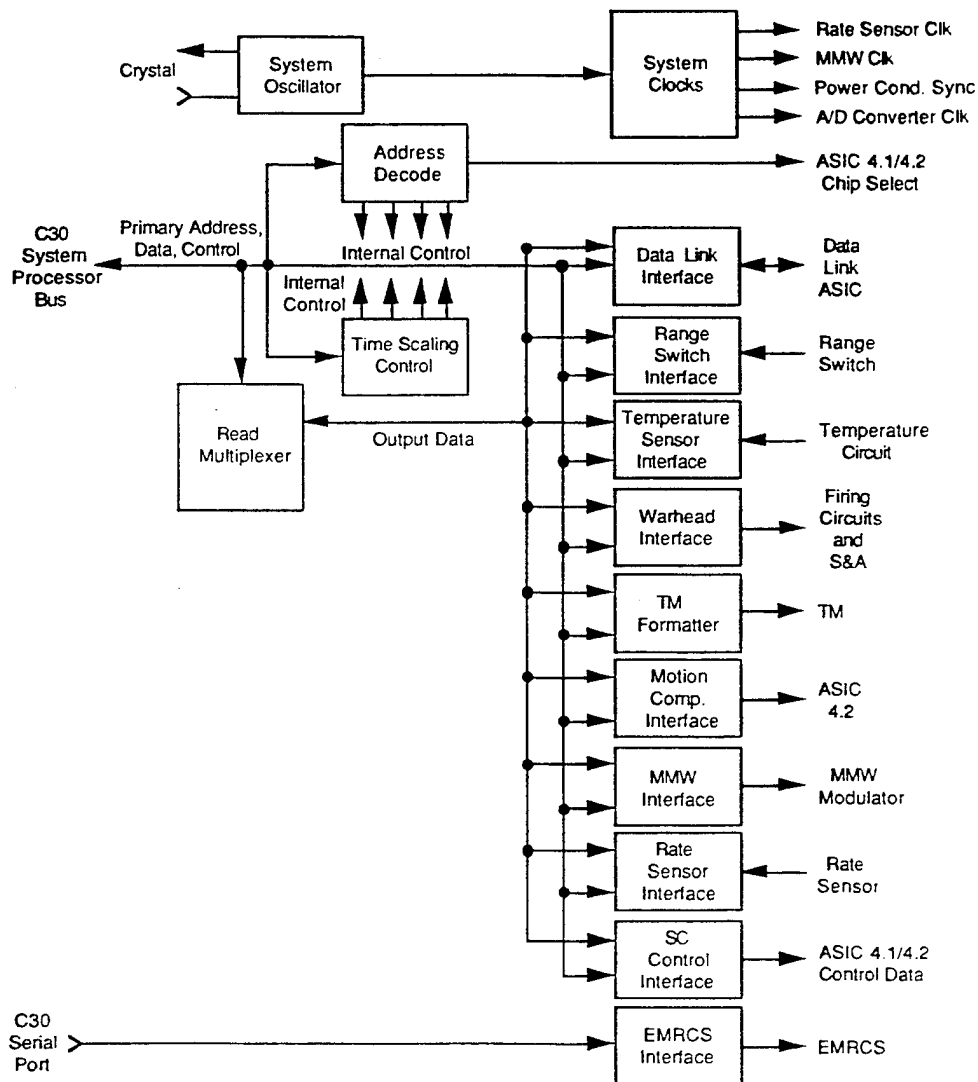 Crystal
System
Oscillator
System
Clocks
Rate Sensor Clk
MMW Clk
Power Cond. Sync
A/D Converter Clk
Address
Decode
ASIC 4.1/4.2
Chip Select
C30
System
Processor
Bus
Primary Address,
Data, Control
Internal Control
Internal
Control
Time Scaling
Control
Read
Multiplexer
Output Data
Data Link
Interface
Data
Link
ASIC
Range
Switch
Interface
Range
Switch
Temperature
Sensor
Interface
Temperature
Circuit
Warhead
Interface
Firing
Circuits
and
S&A
TM
Formatter
TM
Motion
Comp.
Interface
ASIC
4.2
MMW
Interface
MMW
Modulator
Rate
Sensor
Interface
Rate
Sensor
SC
Control
Interface
ASIC 4.1/4.2
Control Data
C30
Serial
Port
EMRCS
Interface
EMRCS